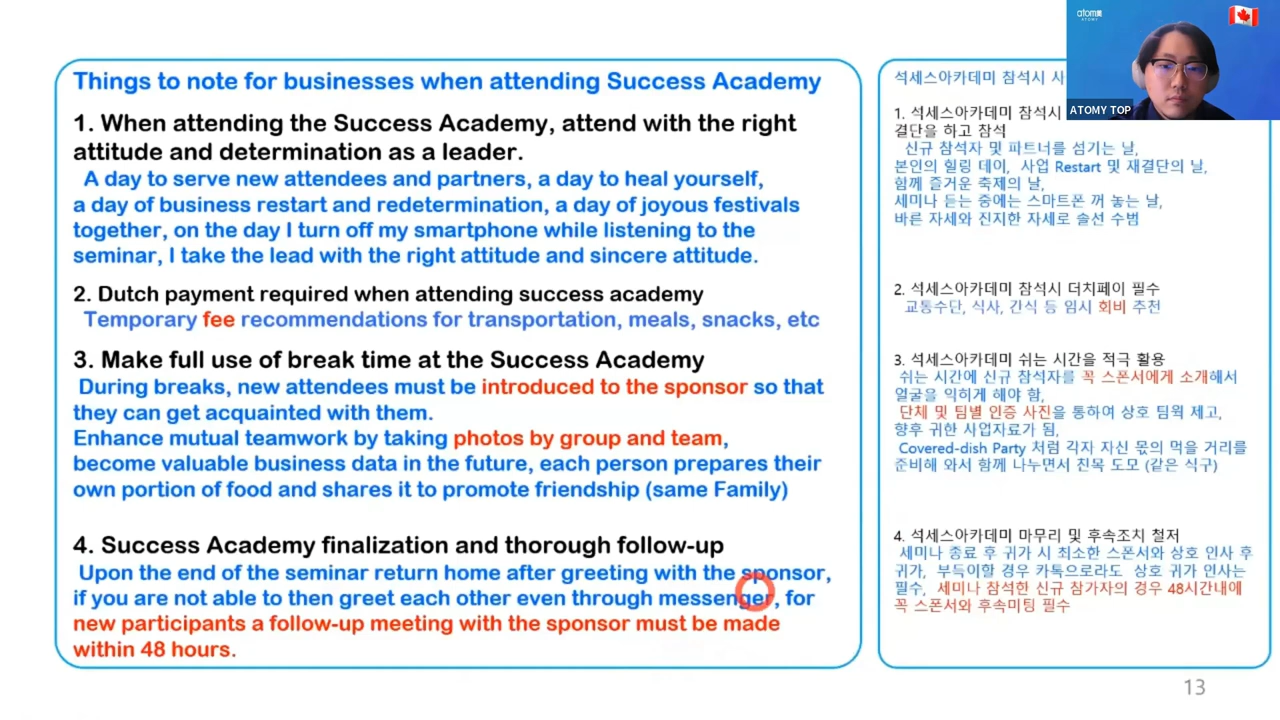 Things to note for businesses when attending Success Academy
1. When attending the Success Academy, attend with the right
attitude and determination as a leader.
A day to serve new attendees and partners, a day to heal yourself,
a day of business restart and redetermination, a day of joyous festivals
together, on the day I turn off my smartphone while listening to the
seminar, I take the lead with the right attitude and sincere attitude.
2. Dutch payment required when attending success academy
Temporary fee recommendations for transportation, meals, snacks, etc
3. Make full use of break time at the Success Academy
During breaks, new attendees must be introduced to the sponsor so that
they can get acquainted with them.
Enhance mutual teamwork by taking photos by group and team,
become valuable business data in the future, each person prepares their
own portion of food and shares it to promote friendship (same Family)
4. Success Academy finalization and thorough follow-up
Upon the end of the seminar return home after greeting with the sponsor,
if you are not able to then greet each other even through messenger, for
new participants a follow-up meeting with the sponsor must be made
within 48 hours.
석세스아카데미 참석시 사
1. 석세스아카데미 참석시
결단을 하고 참석
신규 참석자 및 파트너를 섬기는 날,
본인의 힐링 데이, 사업 Restart 및 재결단의 날,
함께 즐거운 축제의 날,
세미나 듣는 중에는 스마트폰 꺼 놓는 날,
바른 자세와 진지한 자세로 솔선 수범
2. 석세스아카데미 참석시 더치페이 필수
교통수단, 식사, 간식 등 임시 회비 추천
3. 석세스아카데미 쉬는 시간을 적극 활용
쉬는 시간에 신규 참석자를 꼭 스폰서에게 소개해서
얼굴을 익히게 해야 함,
단체 및 팀별 인증 사진을 통하여 상호 팀웍 제고,
향후 귀한 사업자료가 됨,
Covered-dish Party 처럼 각자 자신 몫의 먹을 거리를
준비해 와서 함께 나누면서 친목 도모 (같은 식구)
4. 석세스아카데미 마무리 및 후속조치 철저
세미나 종료 후 귀가 시 최소한 스폰서와 상호 인사 후
귀가, 부득이할 경우 카톡으로라도 상호 귀가 인사는
필수, 세미나 참석한 신규 참가자의 경우 48시간내에
꼭 스폰서와 후속미팅 필수
atom美
ATOMY
ATOMY TOP
13